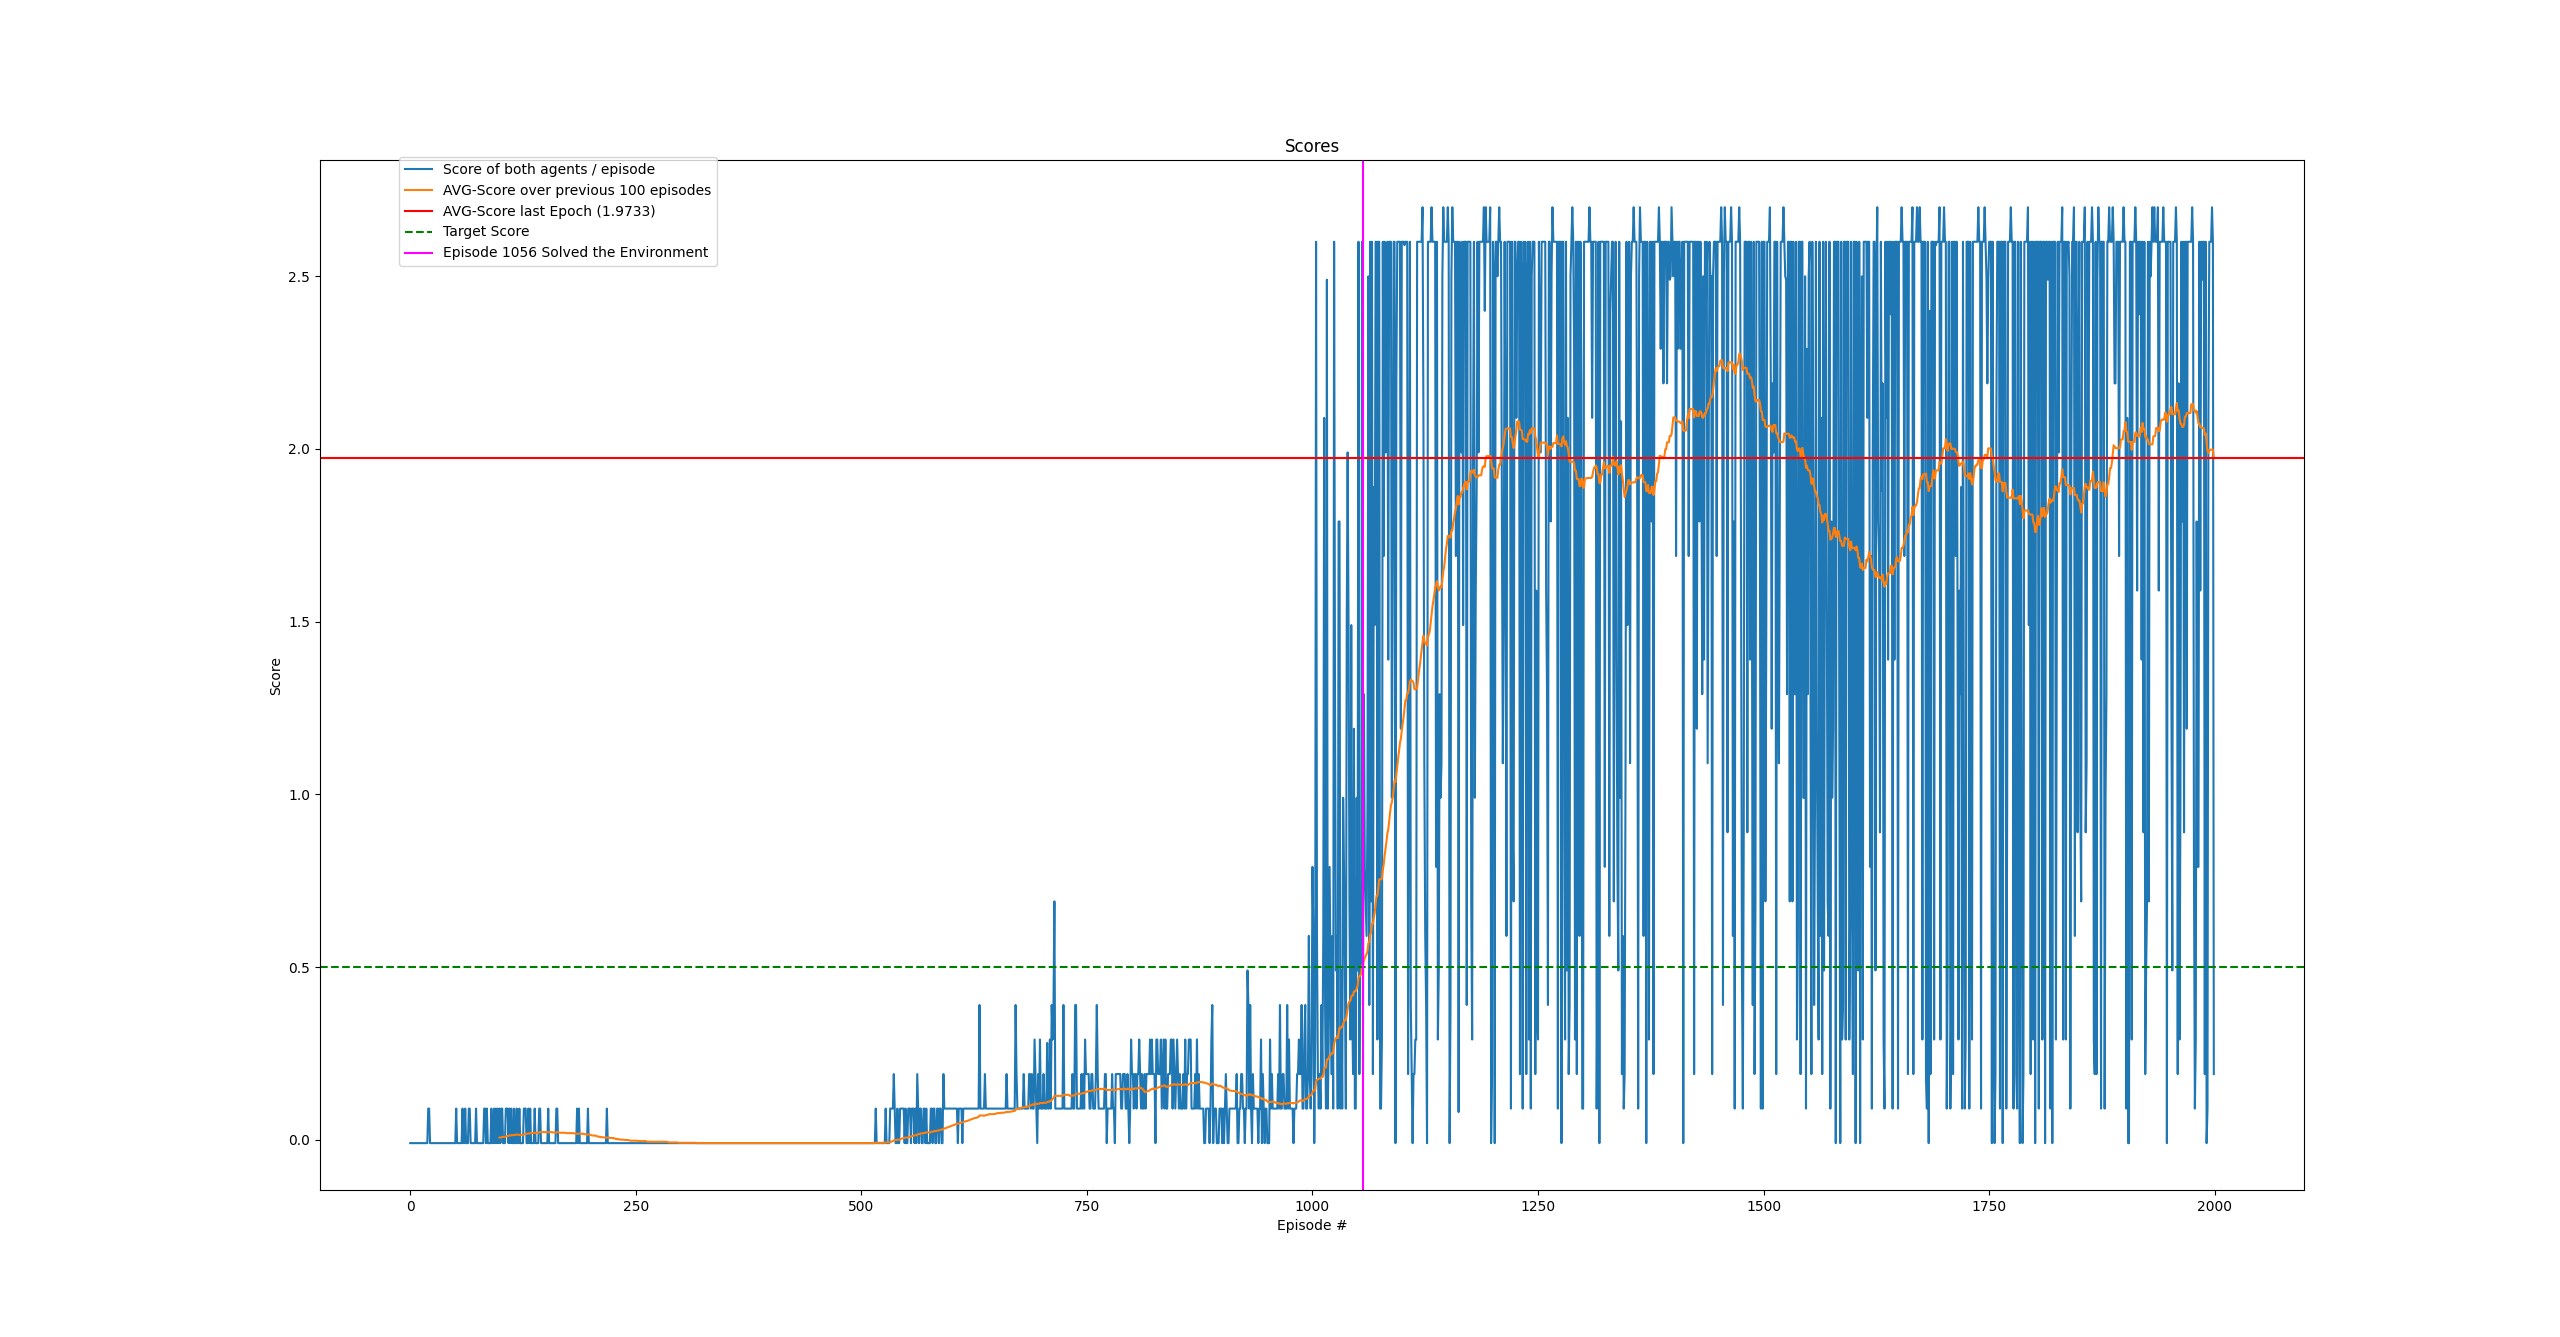 Scores
Score of both agents / episode
AVG-Score over previous 100 episodes
AVG-Score last Epoch (1.9733)
Target Score
Episode 1056 Solved the Environment
2.5
2.0
1.5
1.0
0.5
0.0
Score
0 250 500 750 1000 1250 1500 1750 2000
Episode #